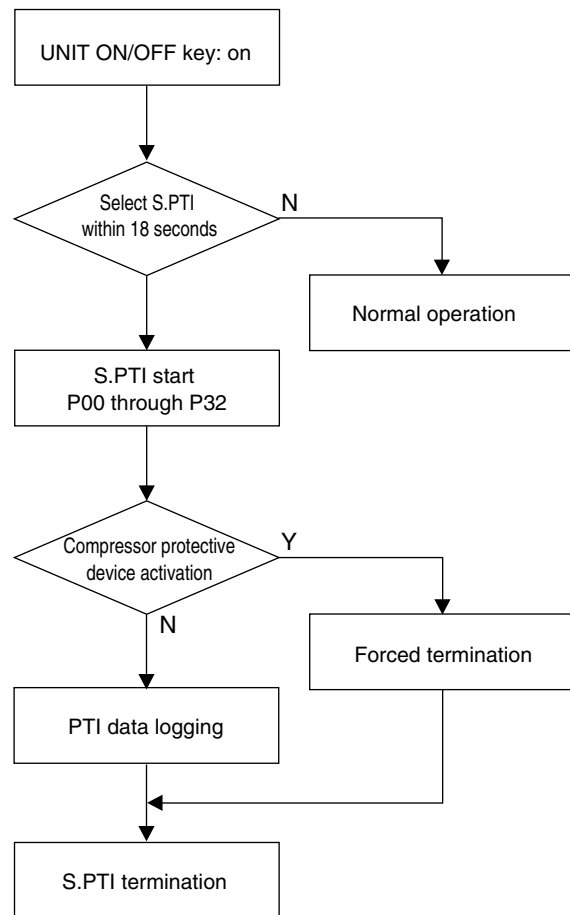 UNIT ON/OFF key: on
Select S.PTI
within 18 seconds
N
Normal operation
S.PTI start
P00 through P32
Compressor protective
device activation
Y
N
Forced termination
PTI data logging
S.PTI termination